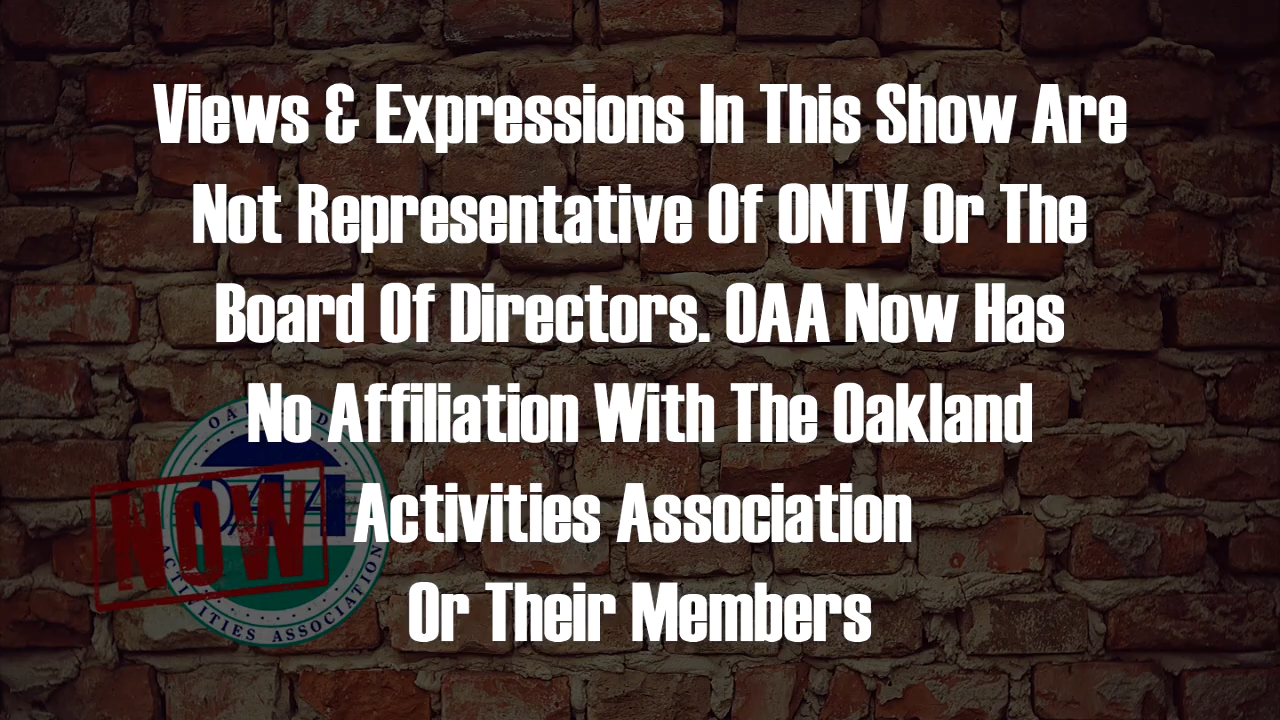 Views & Expressions In This Show Are
Not Representative Of ONTV Or The
Board Of Directors. OAA Now Has
No Affiliation With The Oakland
Activities Association
Or Their Members
OAA
NOW
ACTIVITIES ASSOCIATION